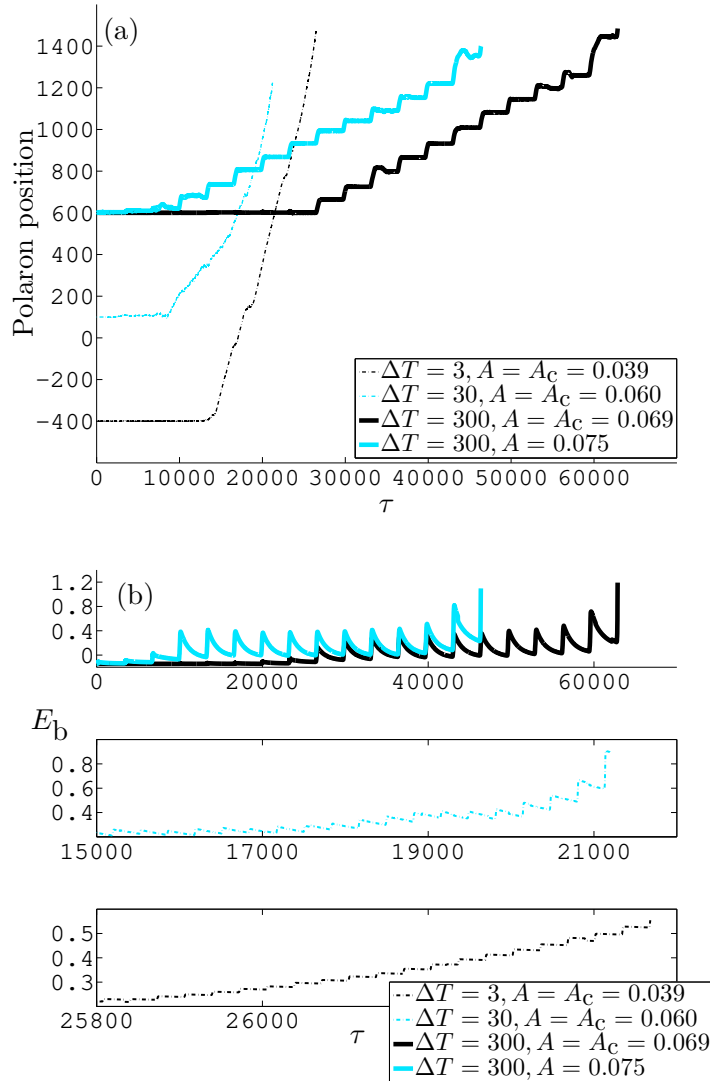 (a)
1400
1200
1000
800
600
400
200
0
−400
−200
Polaron position
ΔT = 3, A = A_c = 0.039
ΔT = 30, A = A_c = 0.060
ΔT = 300, A = A_c = 0.069
ΔT = 300, A = 0.075
0 10000 20000 30000 40000 50000 60000
τ
(b)
1.2
0.8
0.4
0
0 20000 40000 60000
E_b
0.8
0.6
0.4
15000 17000 19000 21000
0.5
0.4
0.3
25800 26000
τ
ΔT = 3, A = A_c = 0.039
ΔT = 30, A = A_c = 0.060
ΔT = 300, A = A_c = 0.069
ΔT = 300, A = 0.075